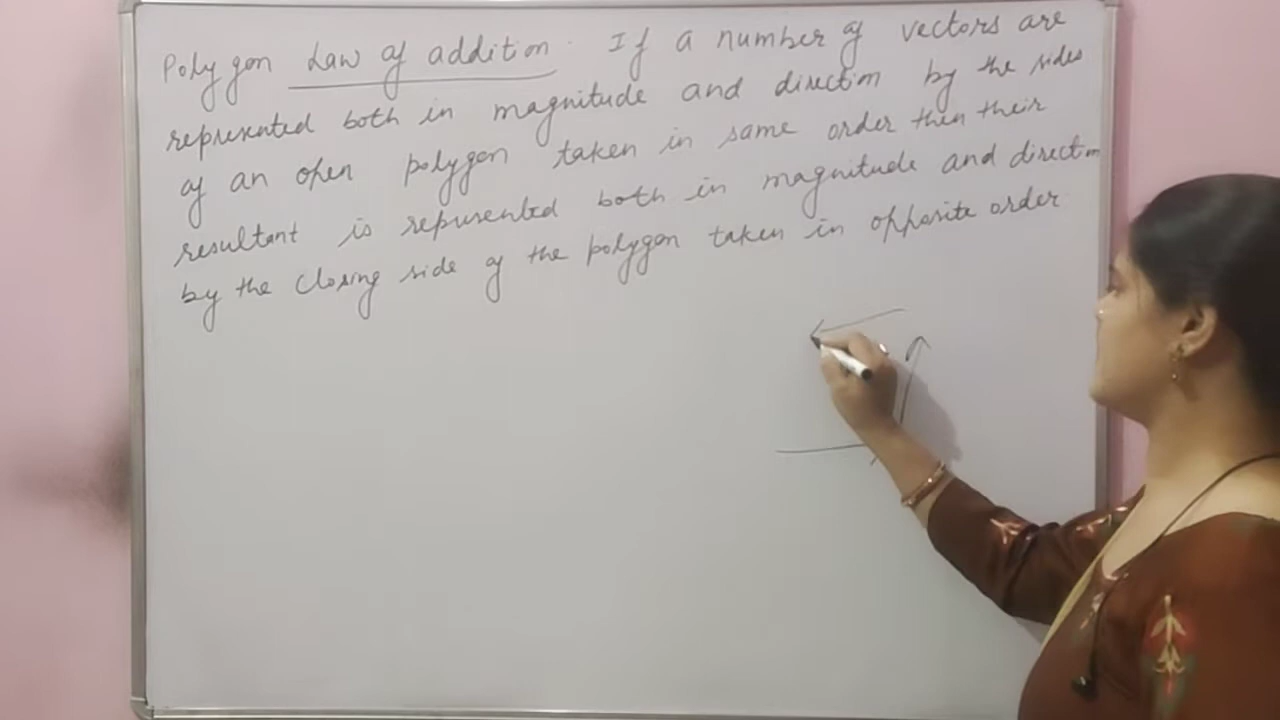 Polygon Law of addition. If a number of vectors are
represented both in magnitude and direction by the sides
of an open polygon taken in same order then their
resultant is represented both in magnitude and direction
by the closing side of the polygon taken in opposite order